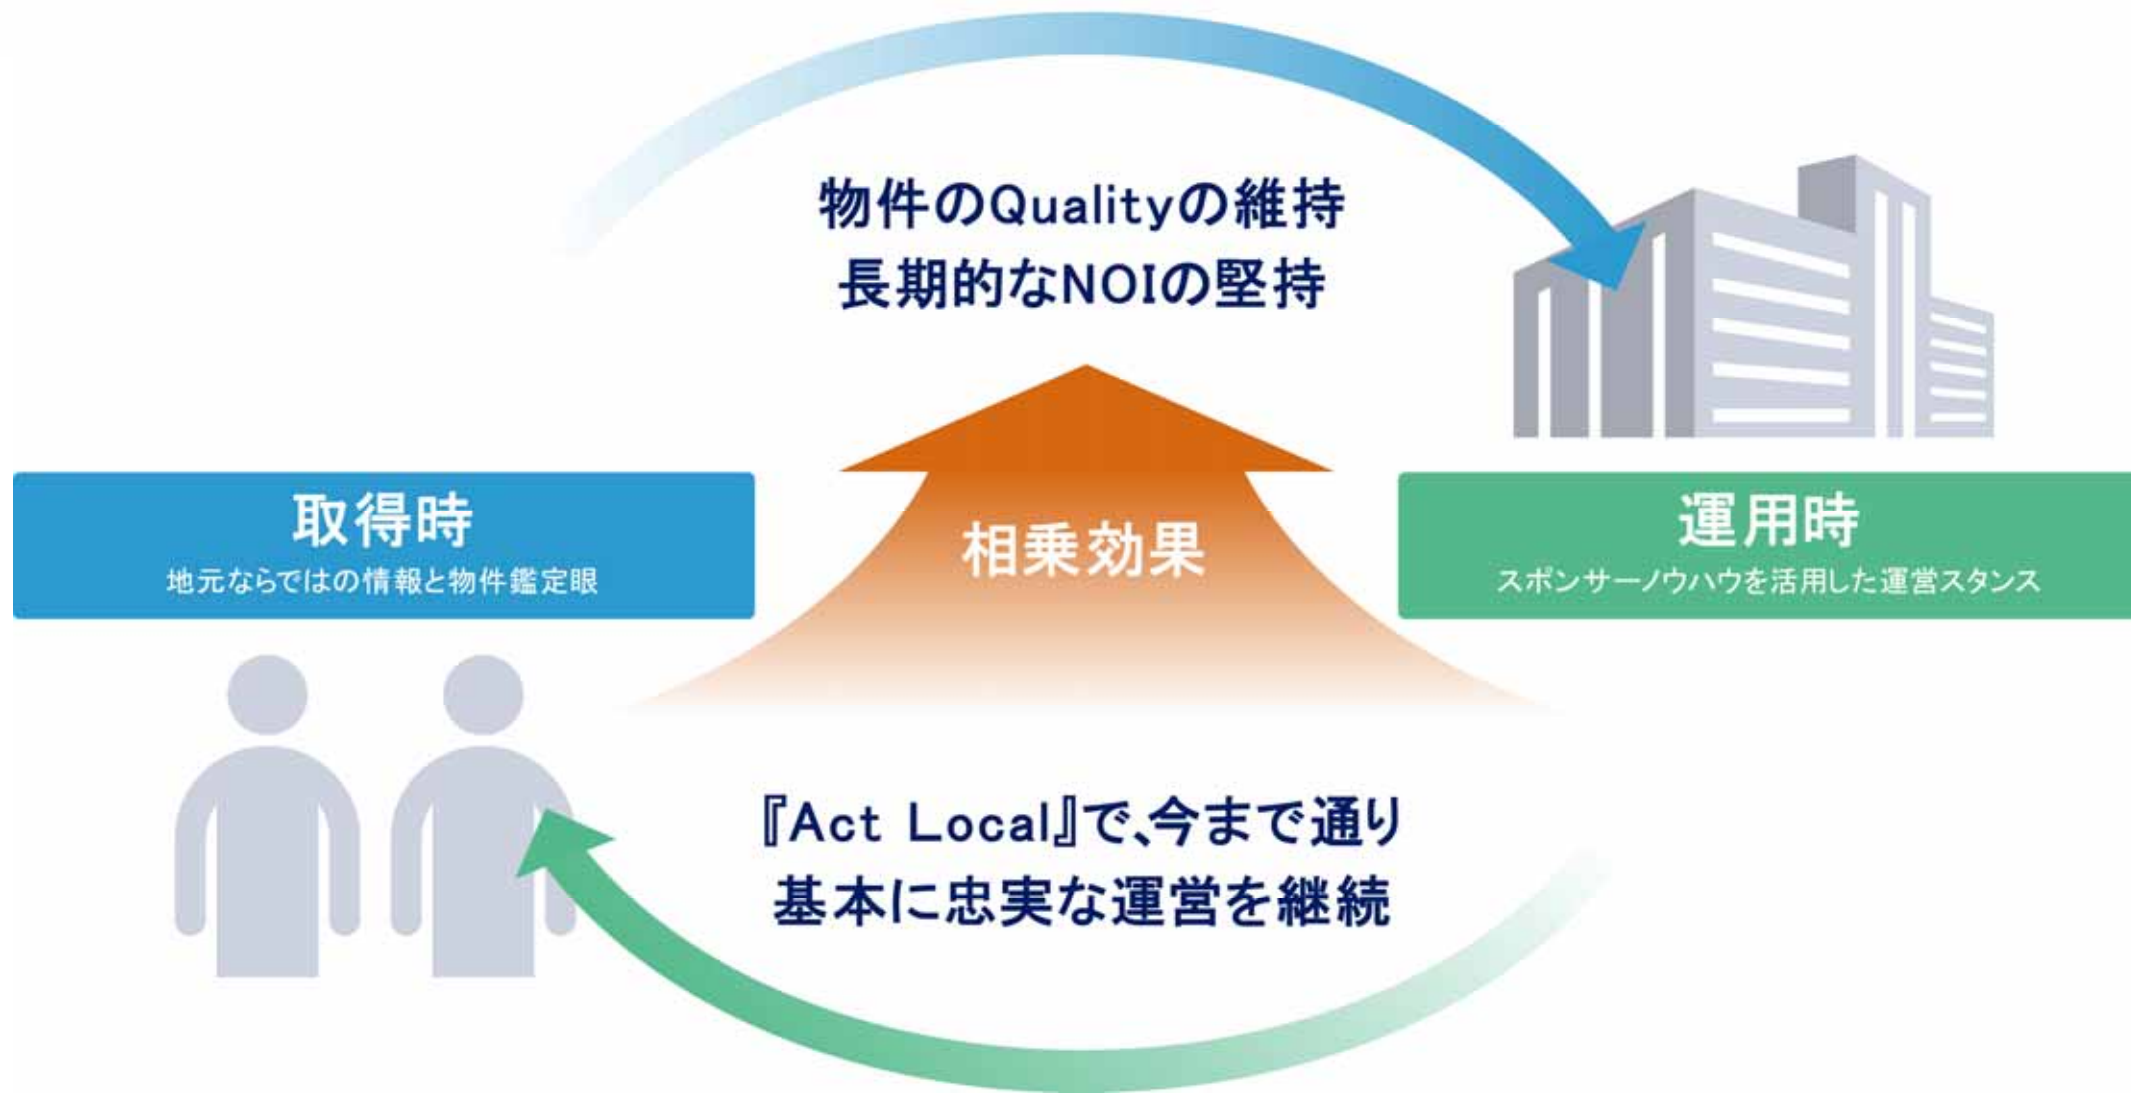 物件のQualityの維持
長期的なNOIの堅持
取得時
地元ならではの情報と物件鑑定眼
相乗効果
運用時
スポンサーノウハウを活用した運営スタンス
『Act Local』で、今まで通り
基本に忠実な運営を継続